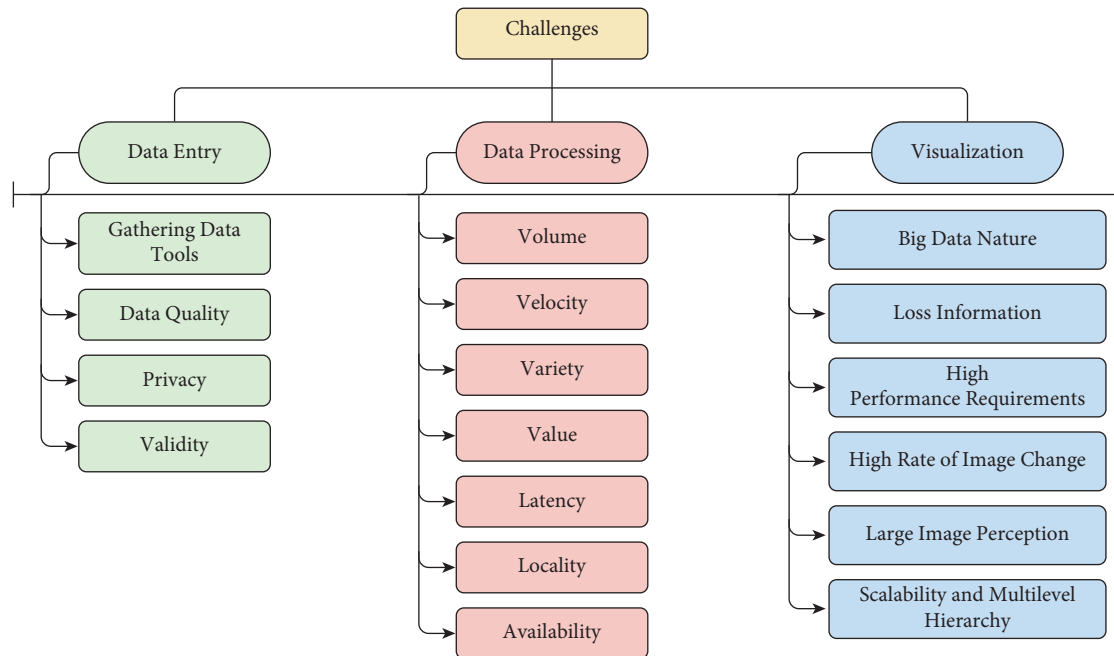 Challenges
Data Entry
Data Processing
Visualization
Gathering Data
Tools
Data Quality
Privacy
Validity
Volume
Velocity
Variety
Value
Latency
Locality
Availability
Big Data Nature
Loss Information
High
Performance Requirements
High Rate of Image Change
Large Image Perception
Scalability and Multilevel
Hierarchy